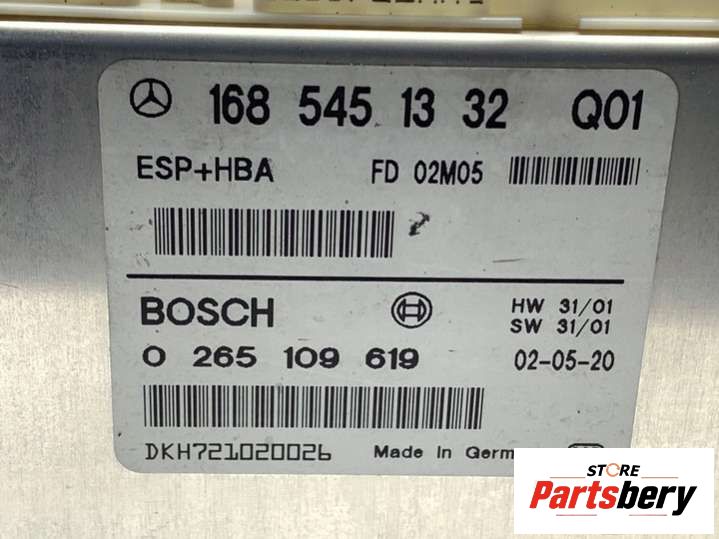 168 545 13 32 Q01
ESP+HBA FD 02M05
BOSCH HW 31/01
SW 31/01
0 265 109 619 02-05-20
DKH721020026 Made In
STORE
Partsbery